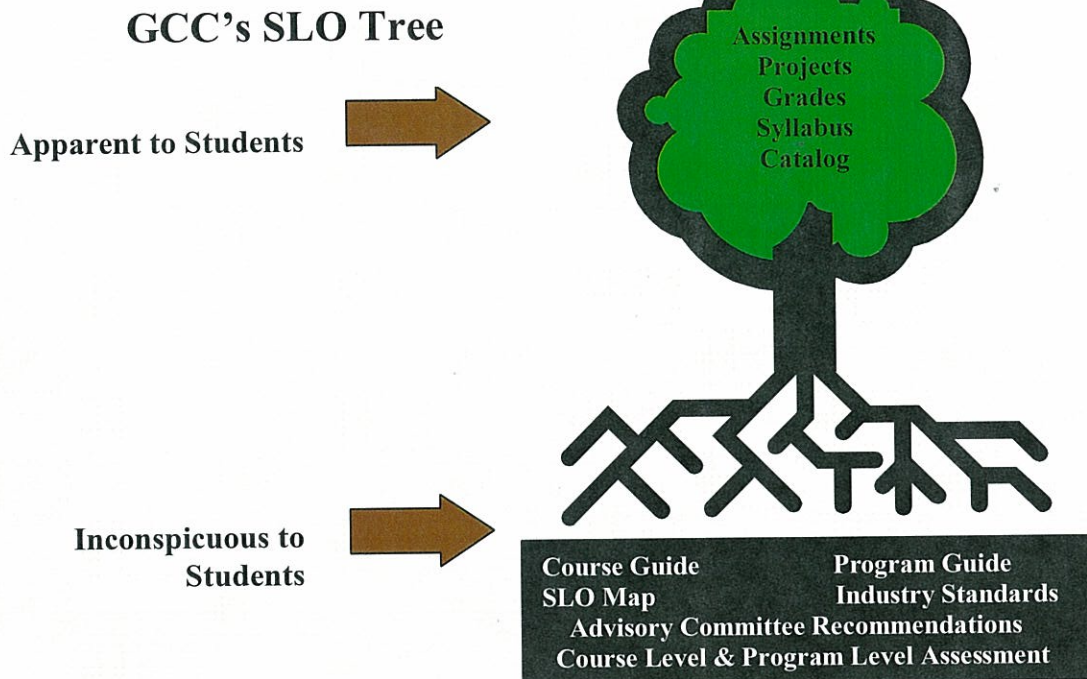 GCC's SLO Tree
Assignments
Projects
Grades
Syllabus
Catalog
Apparent to Students
Inconspicuous to
Students
Course Guide Program Guide
SLO Map Industry Standards
Advisory Committee Recommendations
Course Level & Program Level Assessment